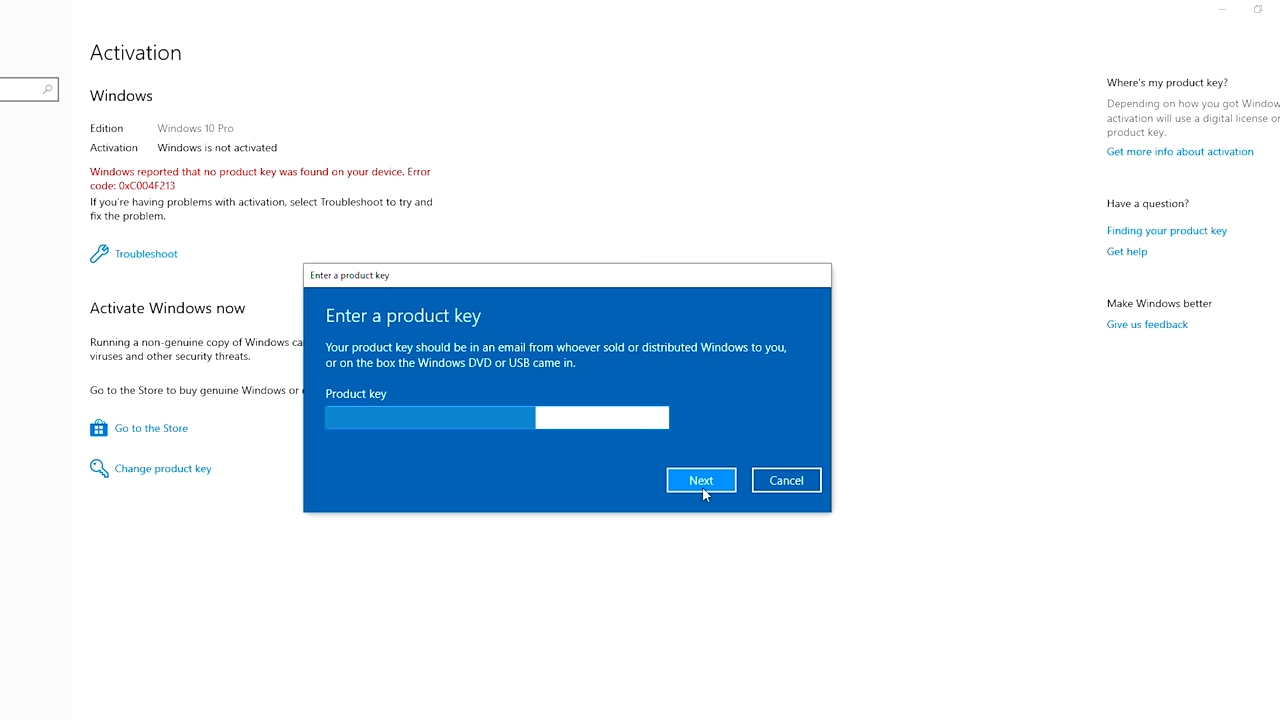 Activation
Windows
Edition Windows 10 Pro
Activation Windows is not activated
Windows reported that no product key was found on your device. Error
code: 0xC004F213
If you're having problems with activation, select Troubleshoot to try and
fix the problem.
Troubleshoot
Activate Windows now
Running a non-genuine copy of Windows ca
viruses and other security threats.
Go to the Store to buy genuine Windows or
Go to the Store
Change product key
Enter a product key
Enter a product key
Your product key should be in an email from whoever sold or distributed Windows to you,
or on the box the Windows DVD or USB came in.
Product key
Next
Cancel
Where's my product key?
Depending on how you got Window
activation will use a digital license or
product key.
Get more info about activation
Have a question?
Finding your product key
Get help
Make Windows better
Give us feedback